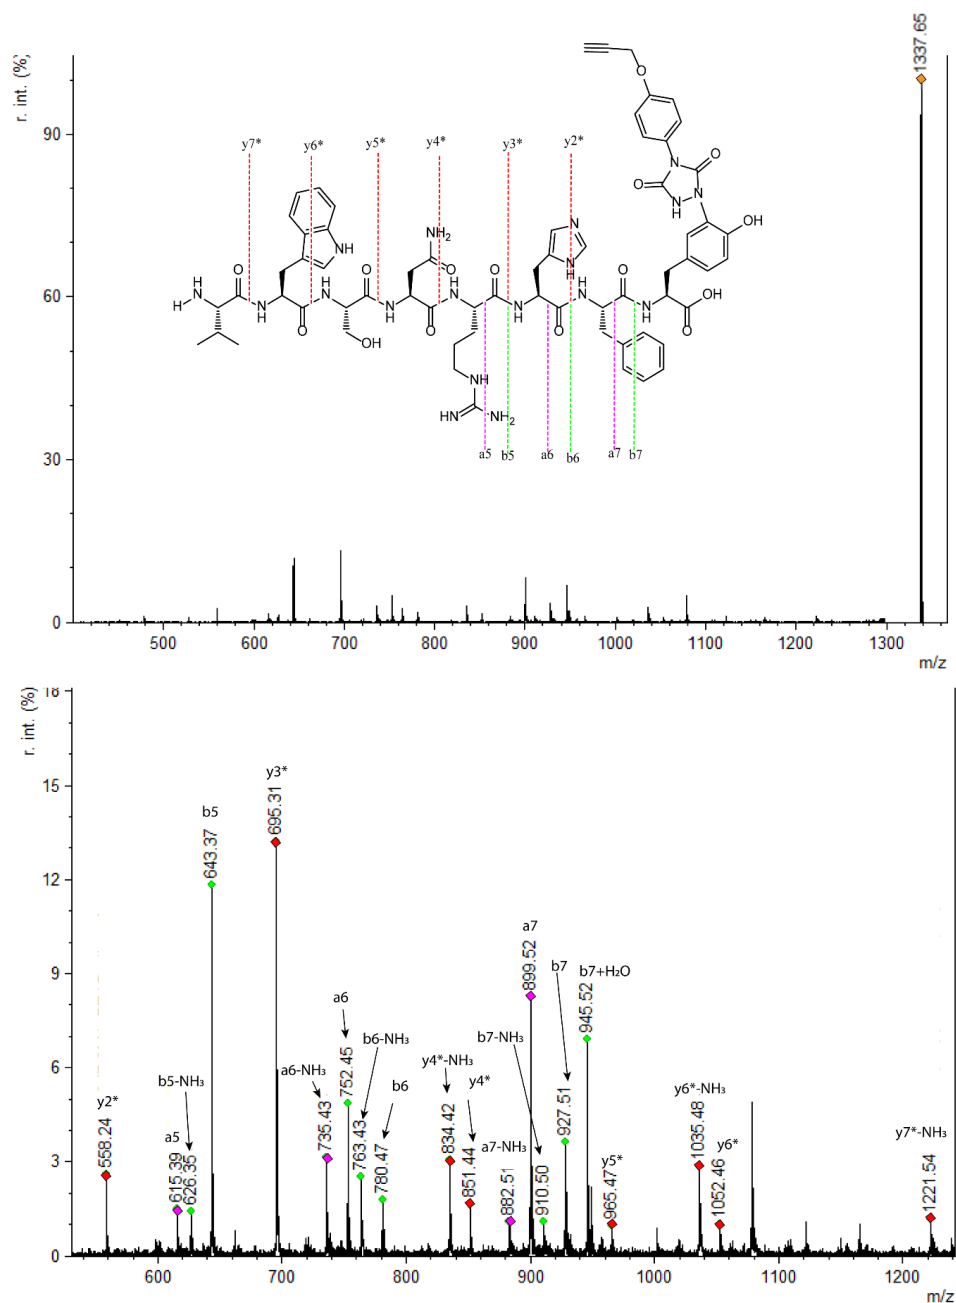 r. int. (%)
90
60
30
0
500
600
700
800
900
1000
1100
1200
1300
m/z
1337.65
y7*
y6*
y5*
y4*
y3*
y2*
O
N
N
N
NH
O
O
OH
NH
NH2
O
N
NH
H
N
H
O
H
N
O
OH
O
N
H
H
N
O
O
N
H
H
N
O
O
N
H
H
N
O
O
OH
NH
HN
NH2
a5
b5
a6
b6
a7
b7
r. int. (%)
18
15
12
9
6
3
0
600
700
800
900
1000
1100
1200
m/z
y2*
558.24
a5
615.39
b5-NH3
626.35
b5
643.37
y3*
695.31
a6-NH3
735.43
a6
752.45
b6-NH3
763.43
b6
780.47
y4*-NH3
834.42
y4*
851.44
a7-NH3
882.51
a7
899.52
b7-NH3
910.50
b7
927.51
b7+H2O
945.52
y5*
965.47
y6*-NH3
1035.48
y6*
1052.46
y7*-NH3
1221.54